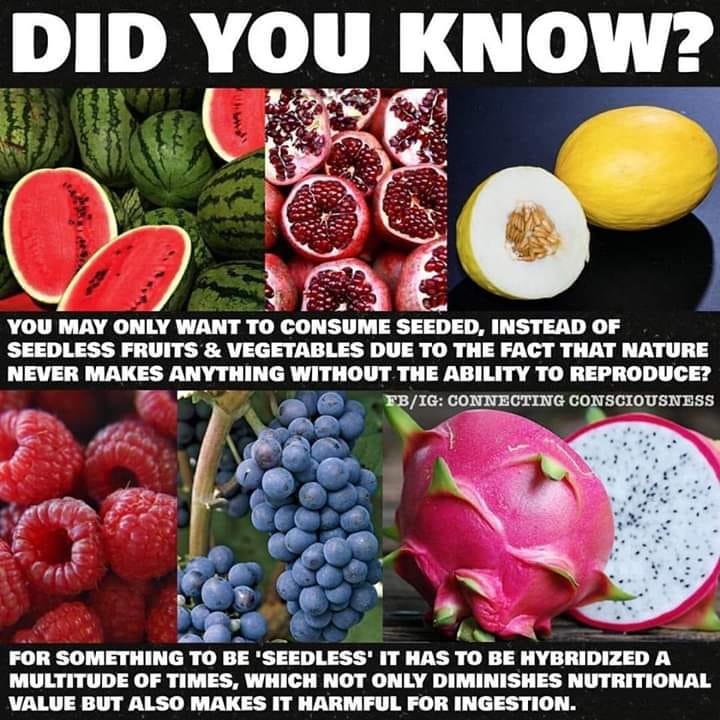 DID YOU KNOW?
YOU MAY ONLY WANT TO CONSUME SEEDED, INSTEAD OF
SEEDLESS FRUITS & VEGETABLES DUE TO THE FACT THAT NATURE
NEVER MAKES ANYTHING WITHOUT THE ABILITY TO REPRODUCE?
FB/IG: CONNECTING CONSCIOUSNESS
FOR SOMETHING TO BE 'SEEDLESS' IT HAS TO BE HYBRIDIZED A
MULTITUDE OF TIMES, WHICH NOT ONLY DIMINISHES NUTRITIONAL
VALUE BUT ALSO MAKES IT HARMFUL FOR INGESTION.